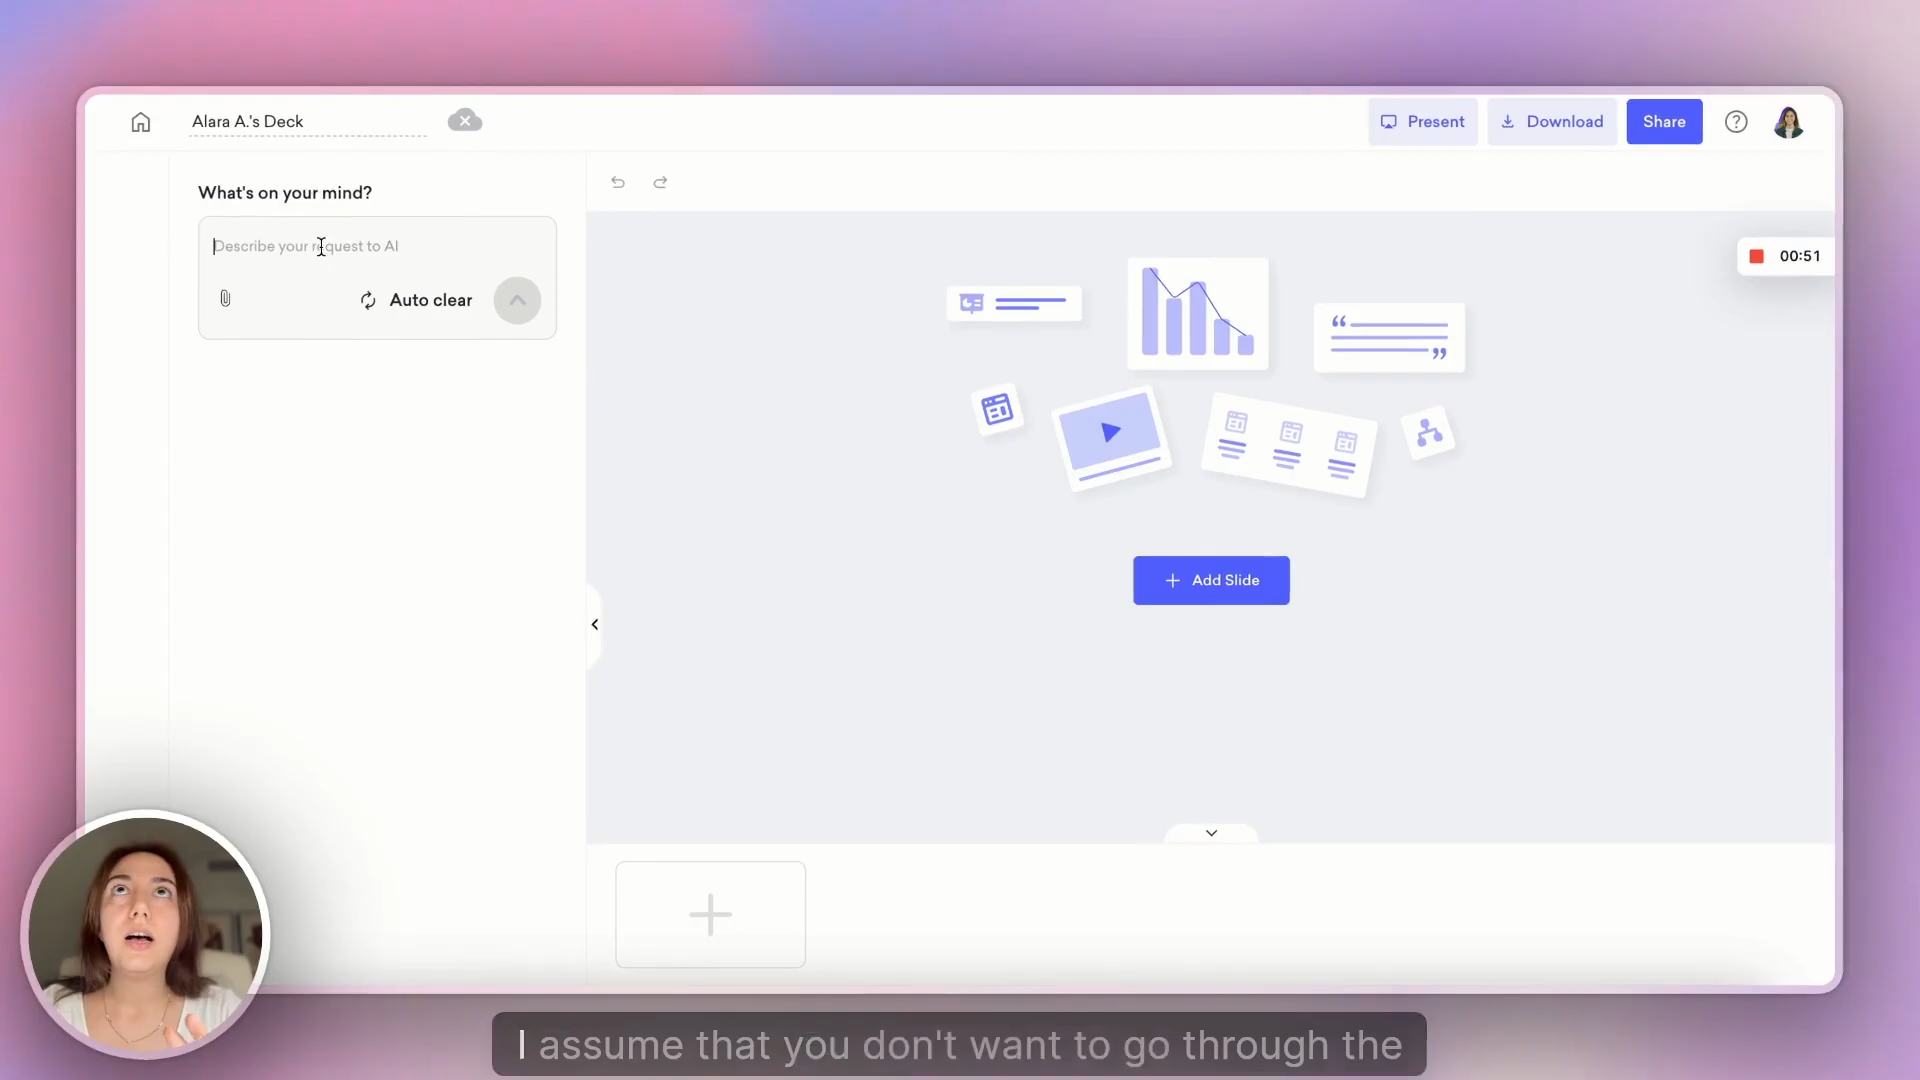 Alara A.'s Deck
Present
Download
Share
What's on your mind?
Describe your request to AI
Auto clear
00:51
Add Slide
I assume that you don't want to go through the